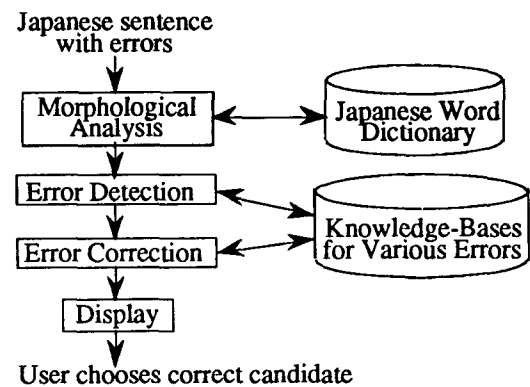 Japanese sentence
with errors
Morphological
Analysis
Japanese Word
Dictionary
Error Detection
Knowledge-Bases
for Various Errors
Error Correction
Display
User chooses correct candidate